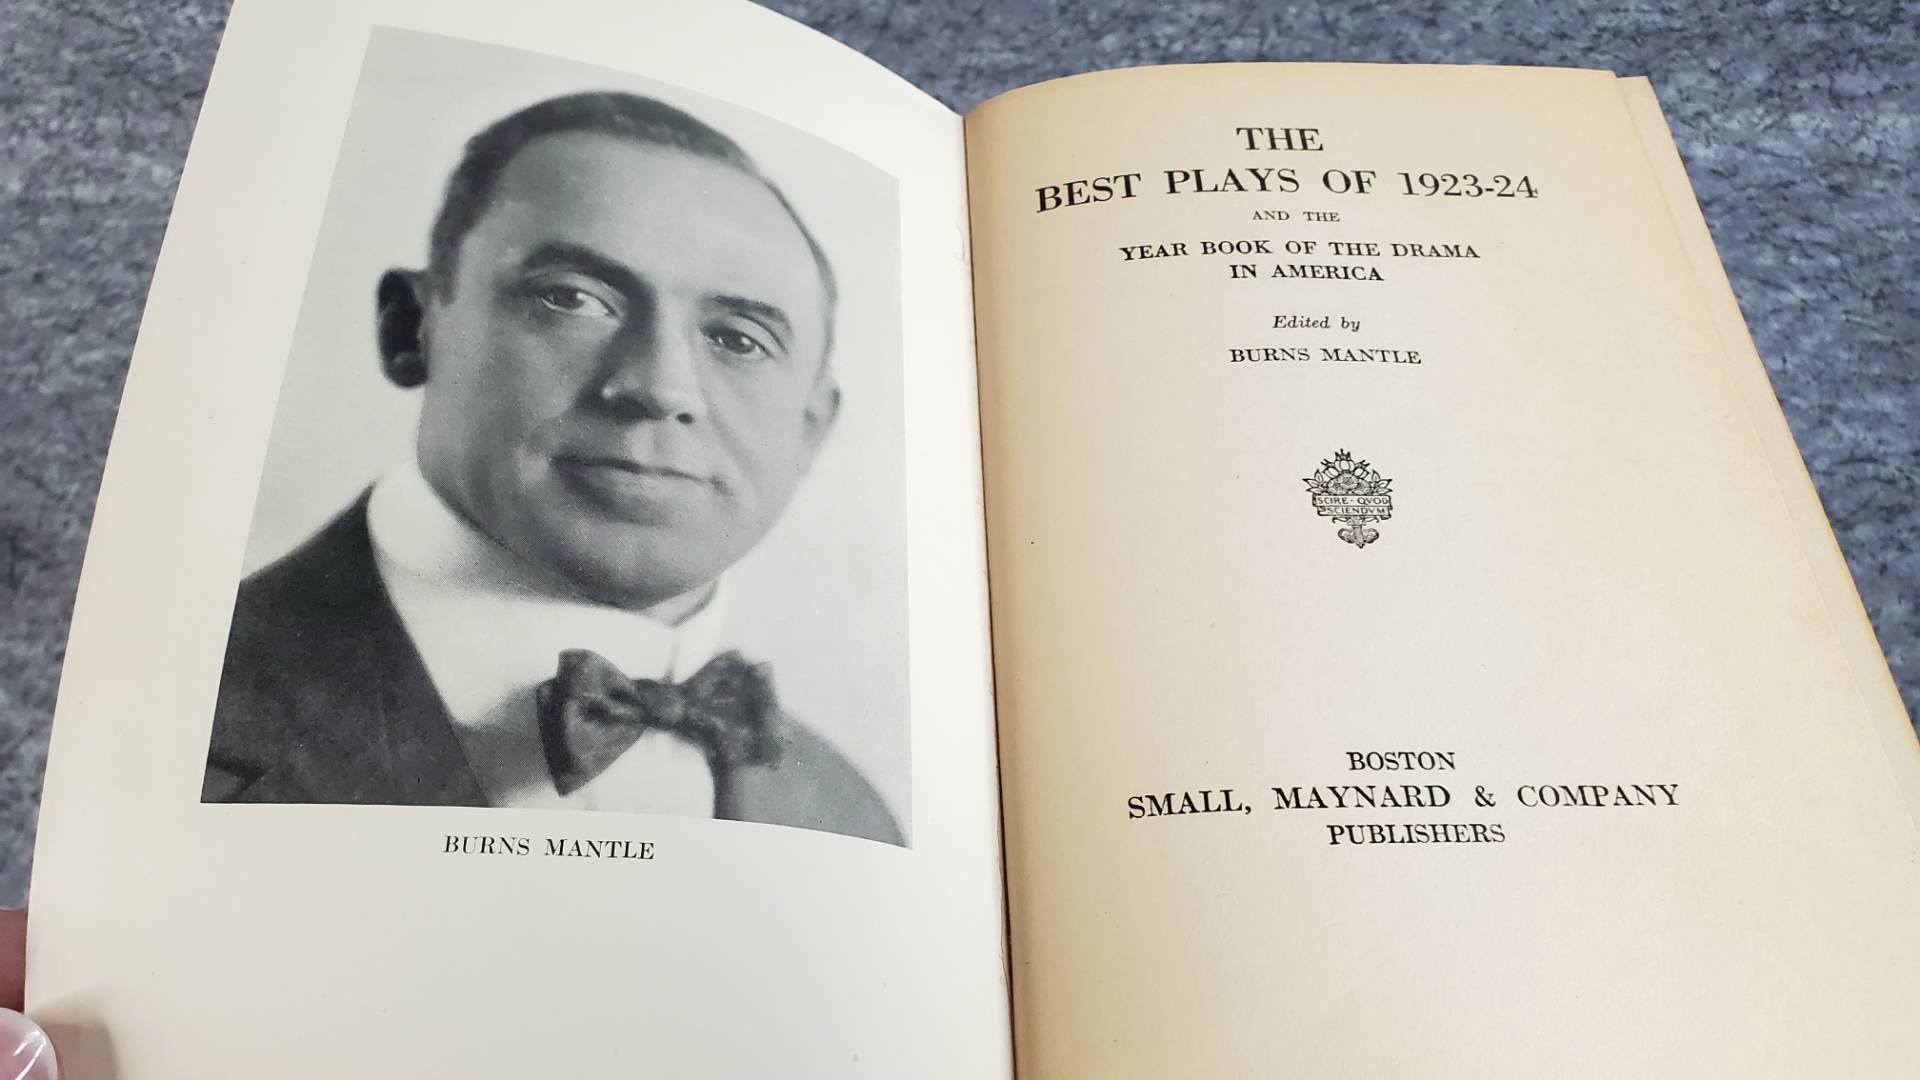 BURNS MANTLE
THE
BEST PLAYS OF 1923-24
AND THE
YEAR BOOK OF THE DRAMA
IN AMERICA
Edited by
BURNS MANTLE
SCIRE·QVOD
SCIENDVM
BOSTON
SMALL, MAYNARD & COMPANY
PUBLISHERS